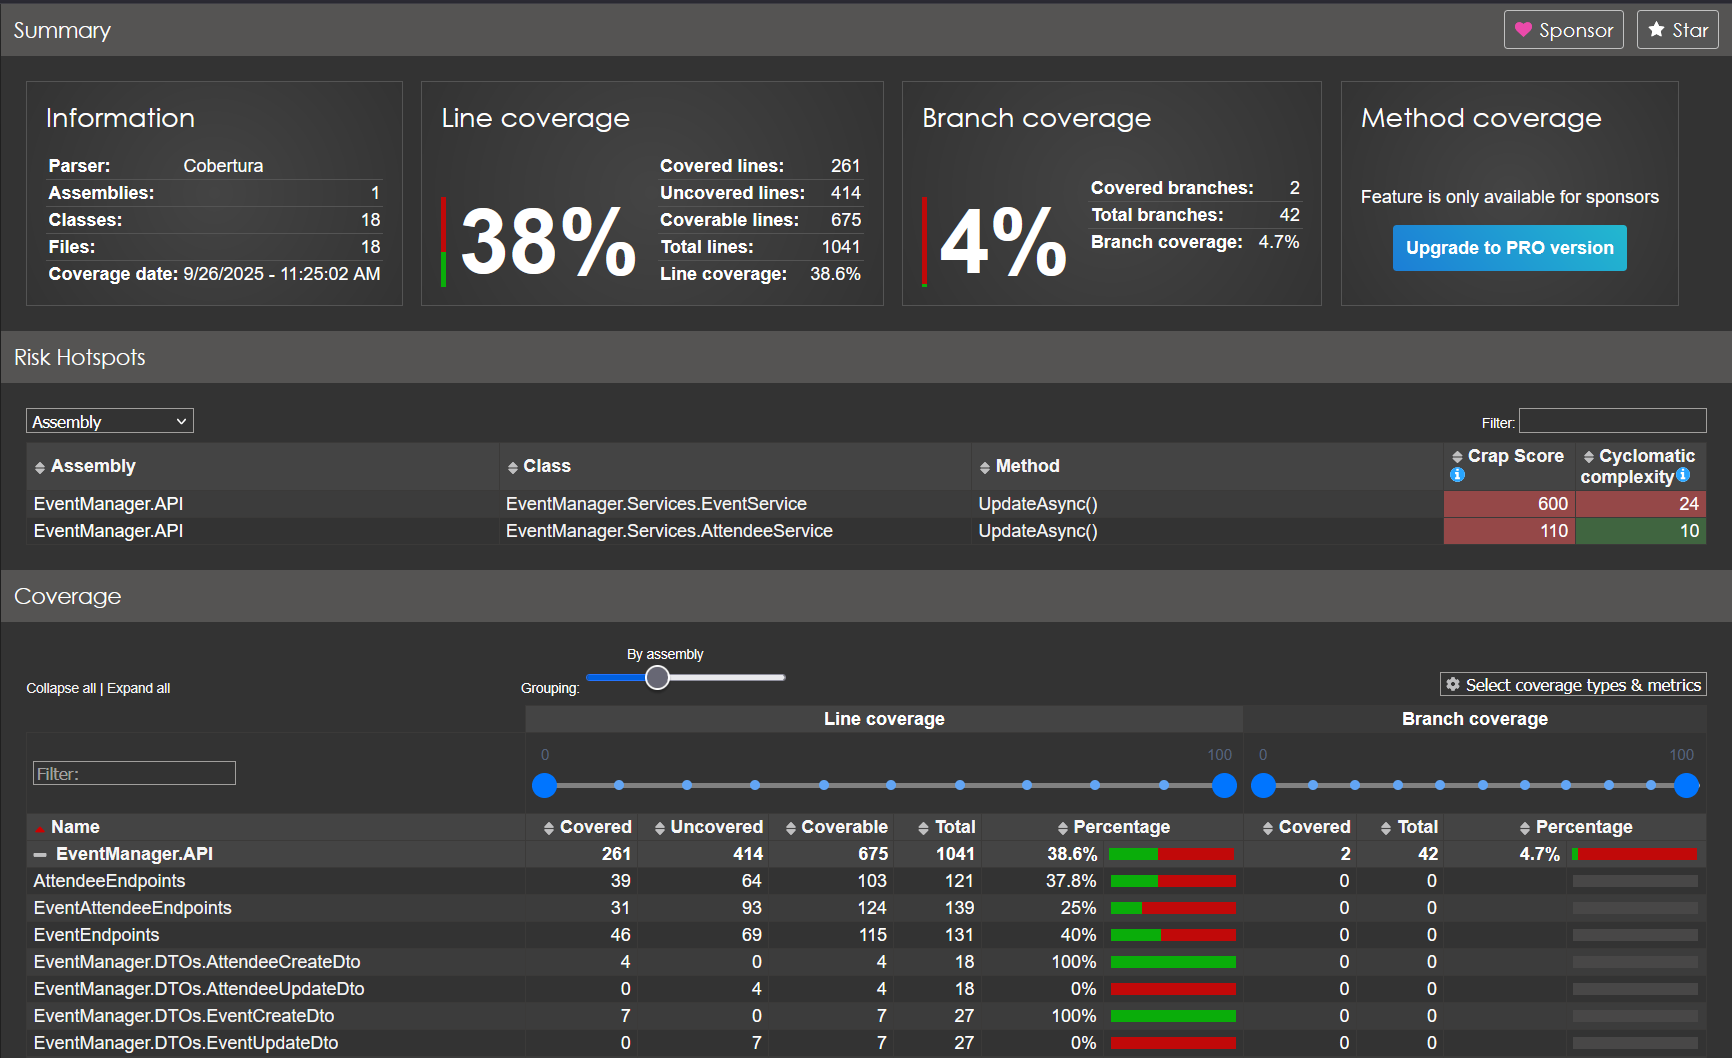 Summary
Sponsor
Star
Information
Parser: Cobertura
Assemblies: 1
Classes: 18
Files: 18
Coverage date: 9/26/2025 - 11:25:02 AM
Line coverage
38%
Covered lines: 261
Uncovered lines: 414
Coverable lines: 675
Total lines: 1041
Line coverage: 38.6%
Branch coverage
4%
Covered branches: 2
Total branches: 42
Branch coverage: 4.7%
Method coverage
Feature is only available for sponsors
Upgrade to PRO version
Risk Hotspots
Assembly
Filter:
Assembly Class Method Crap Score Cyclomatic complexity
EventManager.API EventManager.Services.EventService UpdateAsync() 600 24
EventManager.API EventManager.Services.AttendeeService UpdateAsync() 110 10
Coverage
Collapse all | Expand all
By assembly
Grouping:
Select coverage types & metrics
Line coverage Branch coverage
0 100 0 100
Filter:
Name Covered Uncovered Coverable Total Percentage Covered Total Percentage
EventManager.API 261 414 675 1041 38.6% 2 42 4.7%
AttendeeEndpoints 39 64 103 121 37.8% 0 0
EventAttendeeEndpoints 31 93 124 139 25% 0 0
EventEndpoints 46 69 115 131 40% 0 0
EventManager.DTOs.AttendeeCreateDto 4 0 4 18 100% 0 0
EventManager.DTOs.AttendeeUpdateDto 0 4 4 18 0% 0 0
EventManager.DTOs.EventCreateDto 7 0 7 27 100% 0 0
EventManager.DTOs.EventUpdateDto 0 7 7 27 0% 0 0